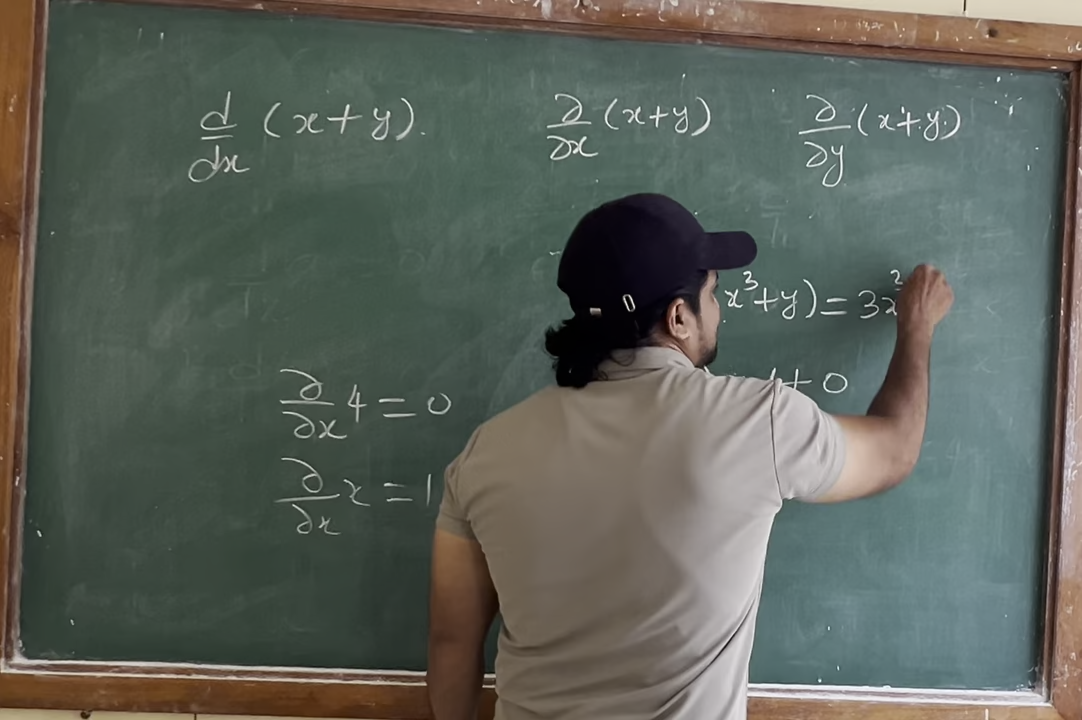 d/dx (x+y). ∂/∂x (x+y) ∂/∂y (x+y)
x³+y) = 3x²
∂/∂x 4 = 0 + 0
∂/∂x x = 1